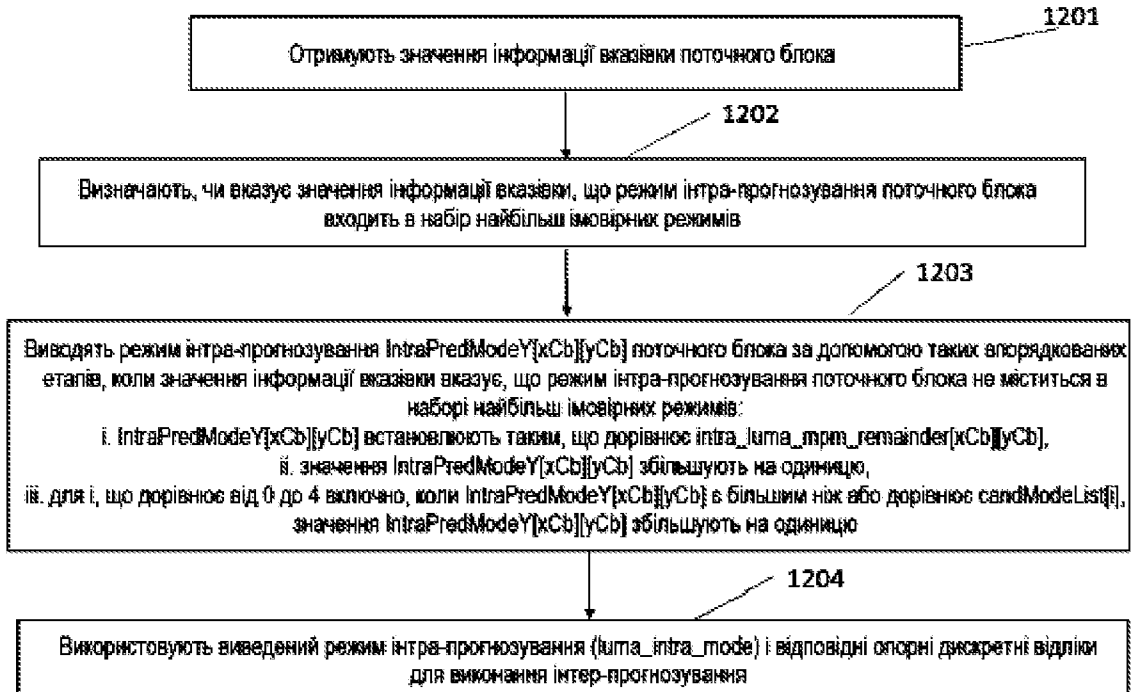 1201
Отримують значення інформації вказівки поточного блока
1202
Визначають, чи вказує значення інформації вказівки, що режим інтра-прогнозування поточного блока
входить в набір найбільш імовірних режимів
1203
Виводять режим інтра-прогнозування IntraPredModeY[xCb][yCb] поточного блока за допомогою таких впорядкованих
етапів, коли значення інформації вказівки вказує, що режим інтра-прогнозування поточного блока не міститься в
наборі найбільш імовірних режимів:
i. IntraPredModeY[xCb][yCb] встановлюють таким, що дорівнює intra_luma_mpm_remainder[xCb][yCb],
ii. значення IntraPredModeY[xCb][yCb] збільшують на одиницю,
iii. для i, що дорівнює від 0 до 4 включно, коли IntraPredModeY[xCb][yCb] є більшим ніж або дорівнює candModeList[i],
значення IntraPredModeY[xCb][yCb] збільшують на одиницю
1204
Використовують виведений режим інтра-прогнозування (luma_intra_mode) і відповідні опорні дискретні відліки
для виконання інтер-прогнозування